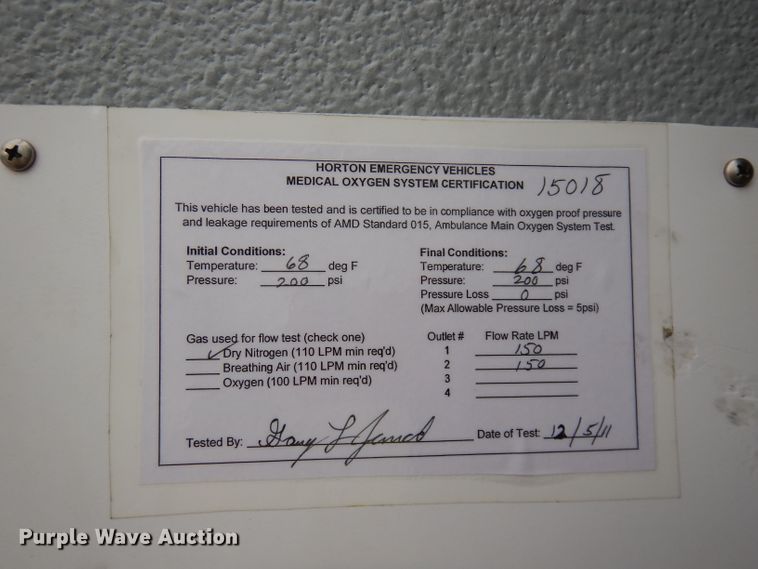 HORTON EMERGENCY VEHICLES
MEDICAL OXYGEN SYSTEM CERTIFICATION 15018
This vehicle has been tested and is certified to be in compliance with oxygen proof pressure
and leakage requirements of AMD Standard 015, Ambulance Main Oxygen System Test.
Initial Conditions:
Temperature: 68 deg F
Pressure: 200 psi
Final Conditions:
Temperature: 68 deg F
Pressure: 200 psi
Pressure Loss 0 psi
(Max Allowable Pressure Loss = 5psi)
Gas used for flow test (check one)
✓ Dry Nitrogen (110 LPM min req'd)
Breathing Air (110 LPM min req'd)
Oxygen (100 LPM min req'd)
Outlet # Flow Rate LPM
1 150
2 150
3
4
Tested By: Gary L
Date of Test: 12/5/11
Purple Wave Auction